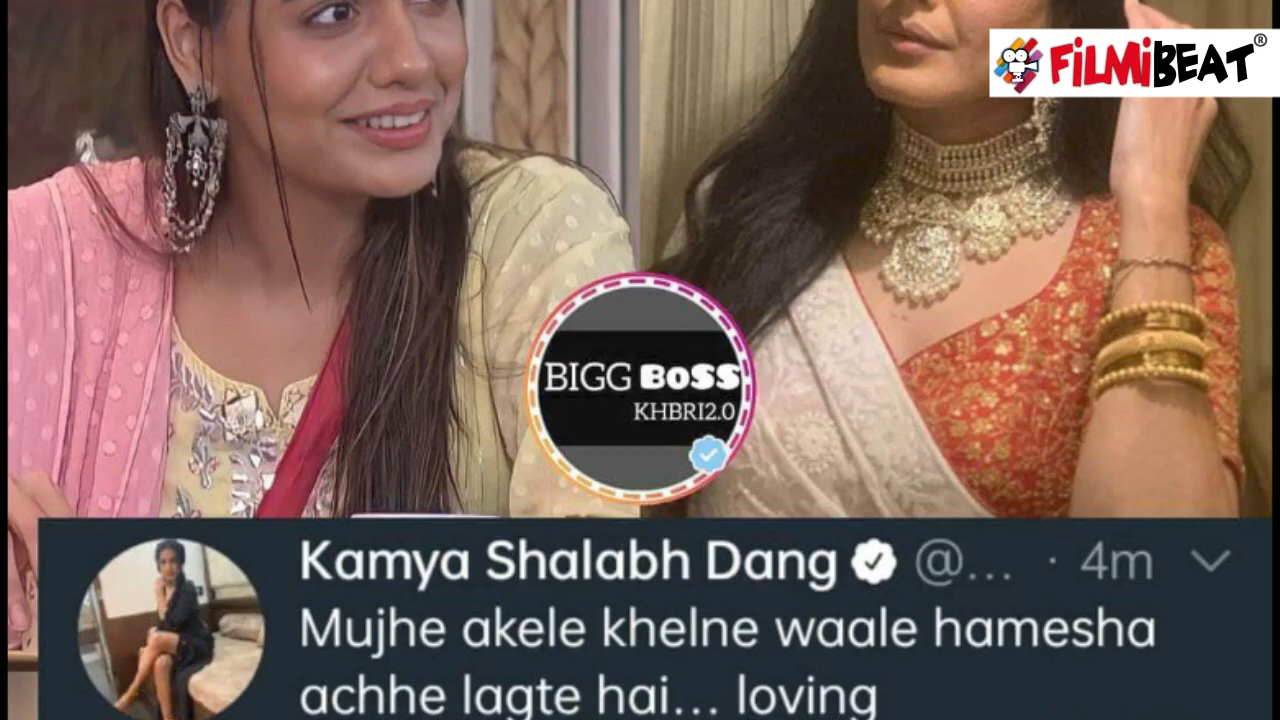 FiLMiBEAT®
BIGG BOSS
KHBRI2.0
Kamya Shalabh Dang @... · 4m
Mujhe akele khelne waale hamesha
achhe lagte hai... loving